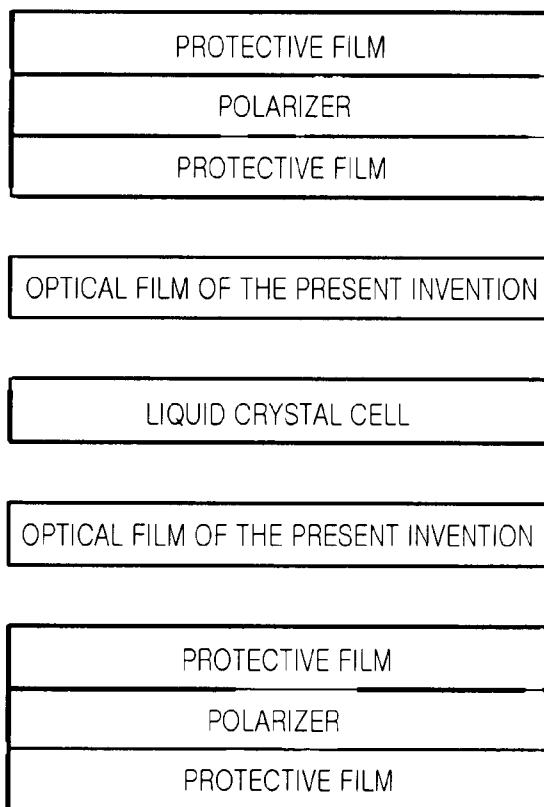 PROTECTIVE FILM
POLARIZER
PROTECTIVE FILM
OPTICAL FILM OF THE PRESENT INVENTION
LIQUID CRYSTAL CELL
OPTICAL FILM OF THE PRESENT INVENTION
PROTECTIVE FILM
POLARIZER
PROTECTIVE FILM